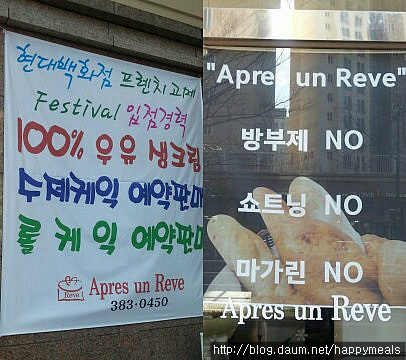 현대백화점 프렌치 과제
Festival 입점경력
100% 우유 생크림
수제케익 예약판매
롤 케 익 예약판매
Reve
Apres un Reve
383-0450
"Apres un Reve"
방부제 NO
쇼트닝 NO
마가린 NO
Apres un Reve
http://blog.daum.net/happymeals